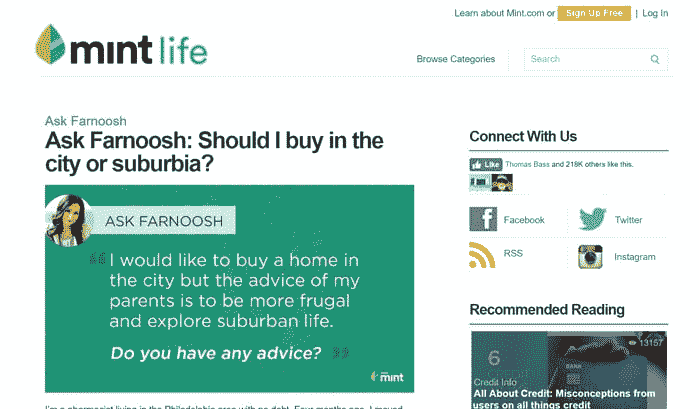 Learn about Mint.com or Sign Up Free | Log In
mint life
Browse Categories
Search
Ask Farnoosh
Ask Farnoosh: Should I buy in the
city or suburbia?
ASK FARNOOSH
“I would like to buy a home in
the city but the advice of my
parents is to be more frugal
and explore suburban life.
Do you have any advice? ”
mint
Connect With Us
Like Thomas Bass and 218K others like this.
Facebook
Twitter
RSS
Instagram
Recommended Reading
13157
6
Credit Info
All About Credit: Misconceptions from
users on all things credit
I'm a pharmacist living in the Philadelphia area with no debt. Four months ago, I moved